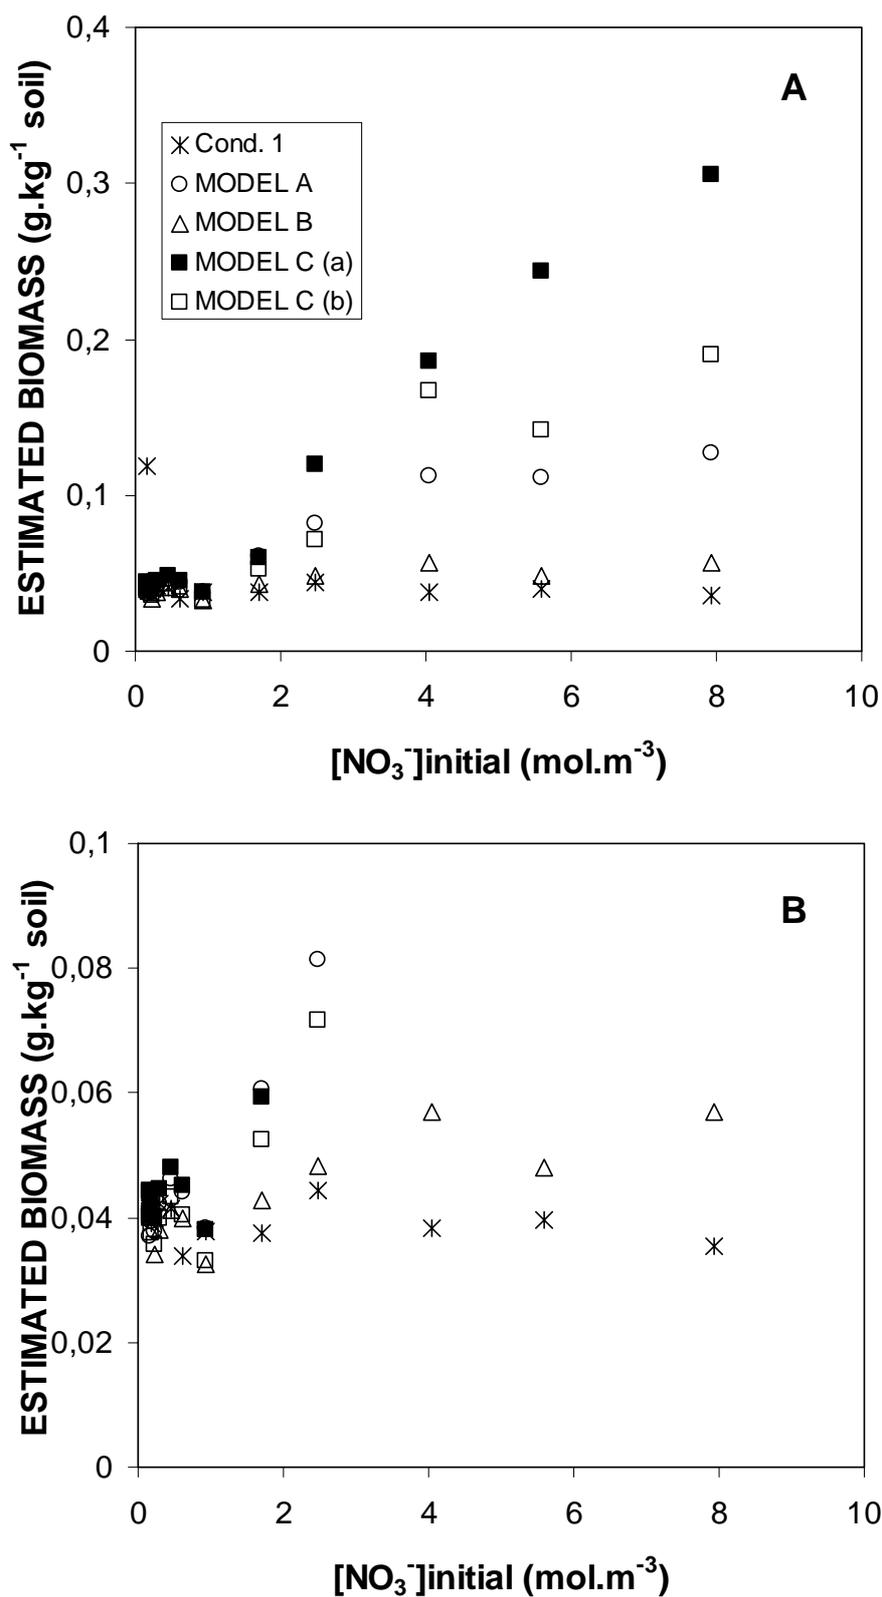 0,4
A
ESTIMATED BIOMASS (g.kg⁻¹ soil)
Cond. 1
MODEL A
MODEL B
MODEL C (a)
MODEL C (b)
0,3
0,2
0,1
0
0 2 4 6 8 10
[NO₃⁻]initial (mol.m⁻³)
0,1
B
ESTIMATED BIOMASS (g.kg⁻¹ soil)
0,08
0,06
0,04
0,02
0
0 2 4 6 8 10
[NO₃⁻]initial (mol.m⁻³)